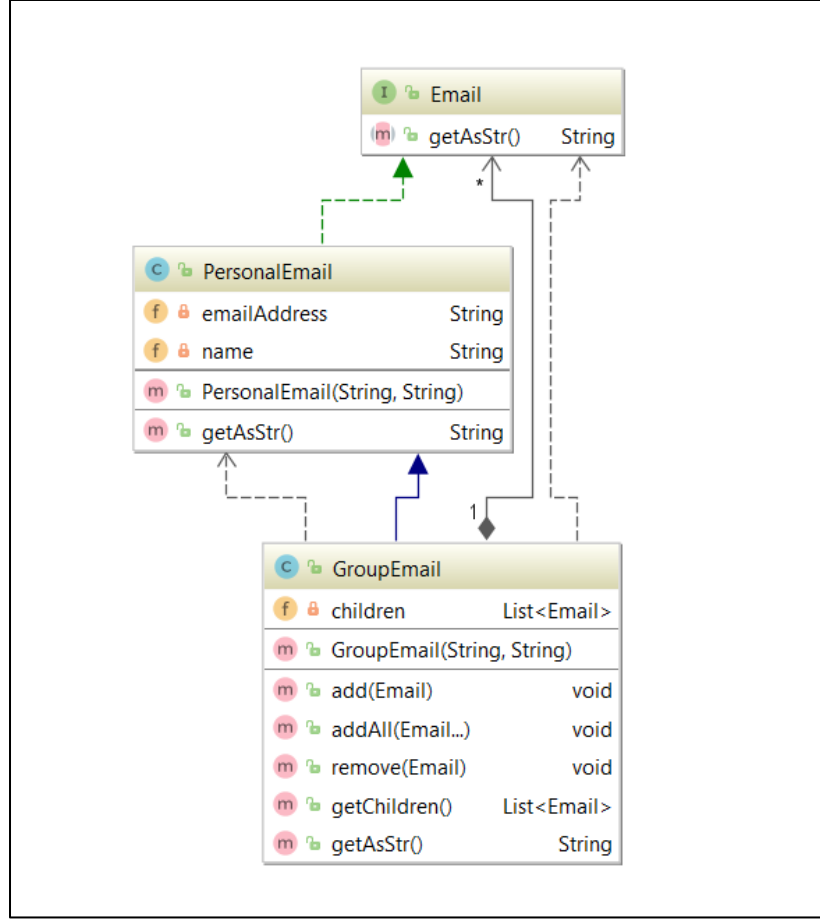 I Email
m getAsStr() String
*
C PersonalEmail
f emailAddress String
f name String
m PersonalEmail(String, String)
m getAsStr() String
1
C GroupEmail
f children List<Email>
m GroupEmail(String, String)
m add(Email) void
m addAll(Email...) void
m remove(Email) void
m getChildren() List<Email>
m getAsStr() String